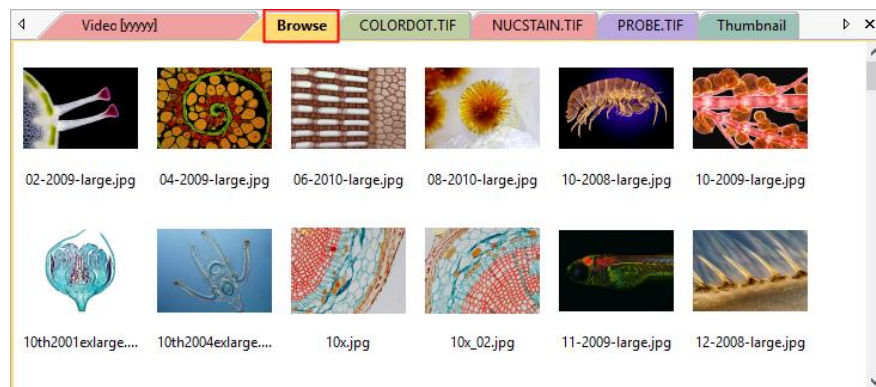 Video [yyyyy]
Browse
COLORDOT.TIF
NUCSTAIN.TIF
PROBE.TIF
Thumbnail
02-2009-large.jpg
04-2009-large.jpg
06-2010-large.jpg
08-2010-large.jpg
10-2008-large.jpg
10-2009-large.jpg
10th2001exlarge....
10th2004exlarge....
10x.jpg
10x_02.jpg
11-2009-large.jpg
12-2008-large.jpg